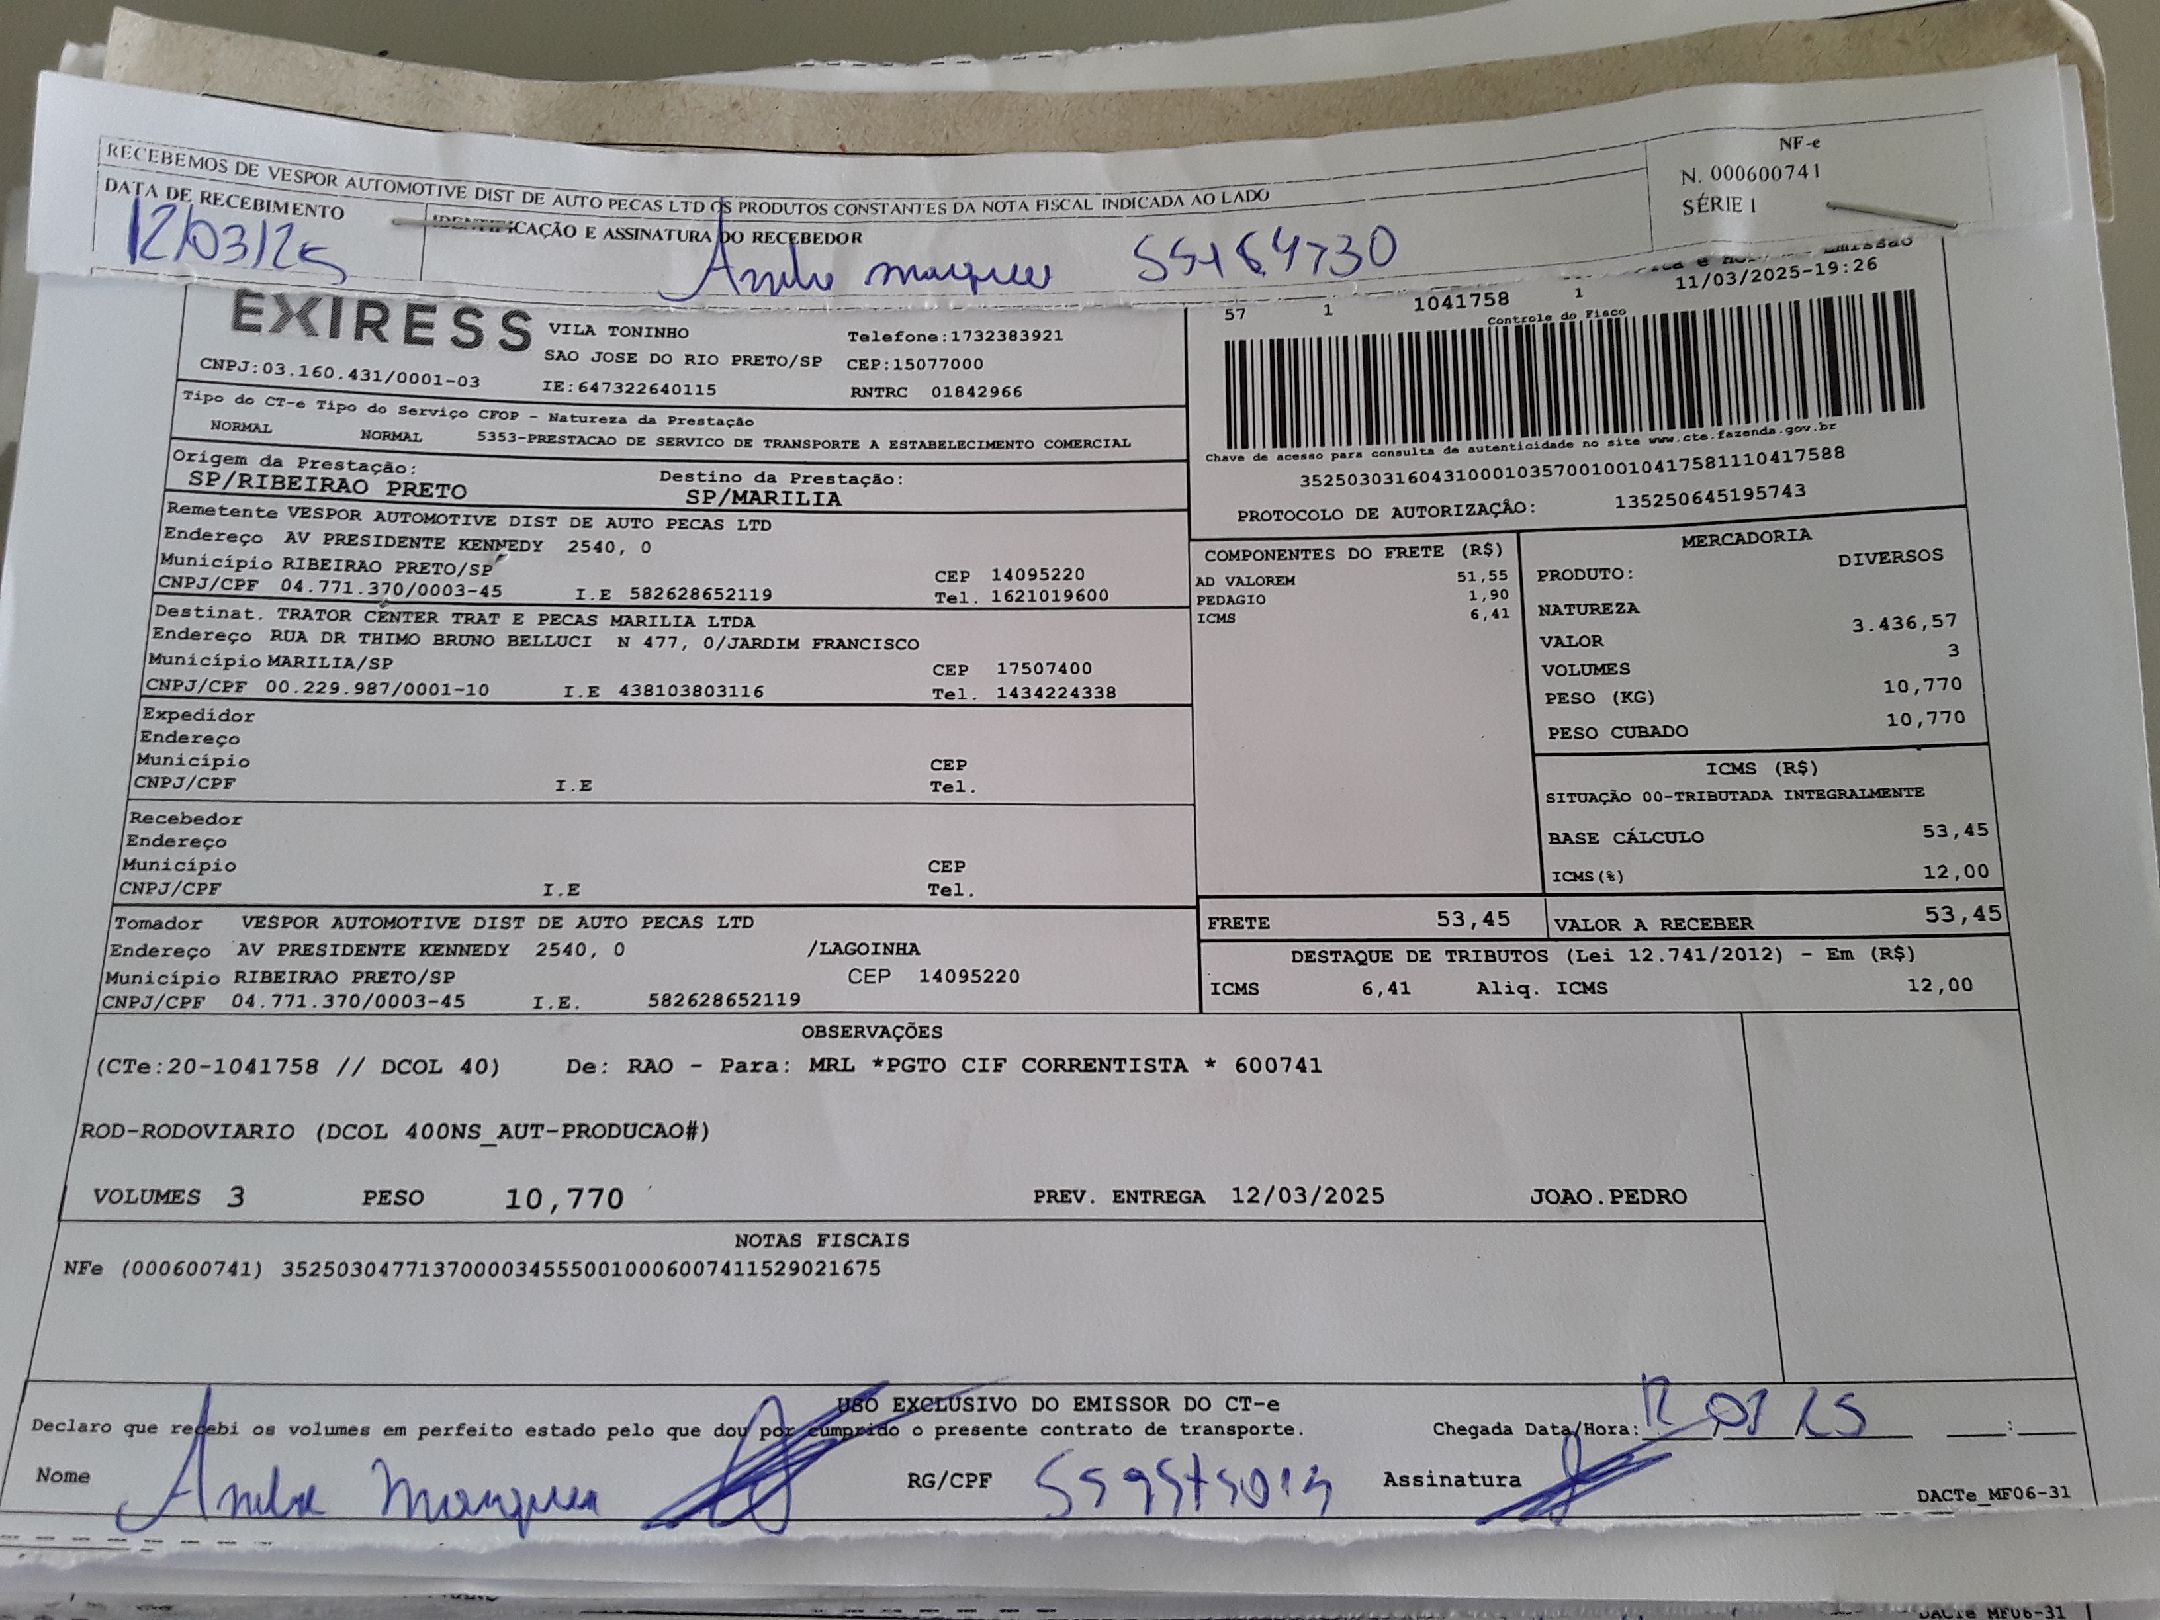 RECEBEMOS DE VESPOR AUTOMOTIVE DIST DE AUTO PECAS LTD OS PRODUTOS CONSTANTES DA NOTA FISCAL INDICADA AO LADO
NF-e
N. 000600741
SÉRIE 1
DATA DE RECEBIMENTO
12/03/25
CAÇÃO E ASSINATURA DO RECEBEDOR
Andre marques
Emissão
11/03/2025-19:26
57 1 1041758 1
Controle do Fisco
EXIRESS
VILA TONINHO Telefone:1732383921
SAO JOSE DO RIO PRETO/SP CEP:15077000
CNPJ:03.160.431/0001-03 IE:647322640115 RNTRC 01842966
Tipo do CT-e Tipo do Serviço CFOP - Natureza da Prestação
NORMAL NORMAL 5353-PRESTACAO DE SERVICO DE TRANSPORTE A ESTABELECIMENTO COMERCIAL
Chave de acesso para consulta de autenticidade no site www.cte.fazenda.gov.br
35250303160431000103570010010417581110417588
PROTOCOLO DE AUTORIZAÇÃO: 135250645195743
Origem da Prestação: Destino da Prestação:
SP/RIBEIRAO PRETO SP/MARILIA
Remetente VESPOR AUTOMOTIVE DIST DE AUTO PECAS LTD
Endereço AV PRESIDENTE KENNEDY 2540, 0
Município RIBEIRAO PRETO/SP CEP 14095220
CNPJ/CPF 04.771.370/0003-45 I.E 582628652119 Tel. 1621019600
Destinat. TRATOR CENTER TRAT E PECAS MARILIA LTDA
Endereço RUA DR THIMO BRUNO BELLUCI N 477, 0/JARDIM FRANCISCO
Município MARILIA/SP CEP 17507400
CNPJ/CPF 00.229.987/0001-10 I.E 438103803116 Tel. 1434224338
Expedidor
Endereço
Município CEP
CNPJ/CPF I.E Tel.
Recebedor
Endereço
Município CEP
CNPJ/CPF I.E Tel.
Tomador VESPOR AUTOMOTIVE DIST DE AUTO PECAS LTD
Endereço AV PRESIDENTE KENNEDY 2540, 0 /LAGOINHA
Município RIBEIRAO PRETO/SP CEP 14095220
CNPJ/CPF 04.771.370/0003-45 I.E. 582628652119
COMPONENTES DO FRETE (R$)
AD VALOREM 51,55
PEDAGIO 1,90
ICMS 6,41
MERCADORIA
PRODUTO: DIVERSOS
NATUREZA
VALOR 3.436,57
VOLUMES 3
PESO (KG) 10,770
PESO CUBADO 10,770
ICMS (R$)
SITUAÇÃO 00-TRIBUTADA INTEGRALMENTE
BASE CÁLCULO 53,45
ICMS(%) 12,00
FRETE 53,45 VALOR A RECEBER 53,45
DESTAQUE DE TRIBUTOS (Lei 12.741/2012) - Em (R$)
ICMS 6,41 Aliq. ICMS 12,00
OBSERVAÇÕES
(CTe:20-1041758 // DCOL 40) De: RAO - Para: MRL *PGTO CIF CORRENTISTA * 600741
ROD-RODOVIARIO (DCOL 400NS_AUT-PRODUCAO#)
VOLUMES 3 PESO 10,770 PREV. ENTREGA 12/03/2025 JOAO.PEDRO
NOTAS FISCAIS
NFe (000600741) 35250304771370000345550010006007411529021675
USO EXCLUSIVO DO EMISSOR DO CT-e
Declaro que recebi os volumes em perfeito estado pelo que dou por cumprido o presente contrato de transporte. Chegada Data/Hora: 12 03 25 :
Nome Andre Marques RG/CPF Assinatura
DACTe_MF06-31
DACTe MF06-31